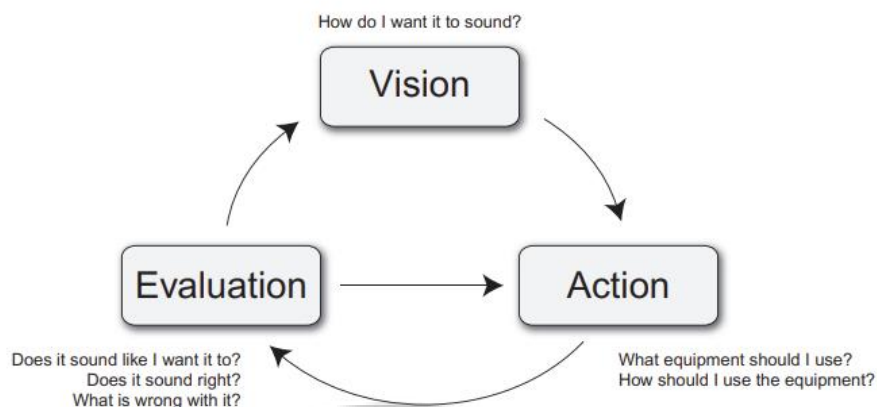 How do I want it to sound?
Vision
Evaluation
Action
Does it sound like I want it to?
Does it sound right?
What is wrong with it?
What equipment should I use?
How should I use the equipment?